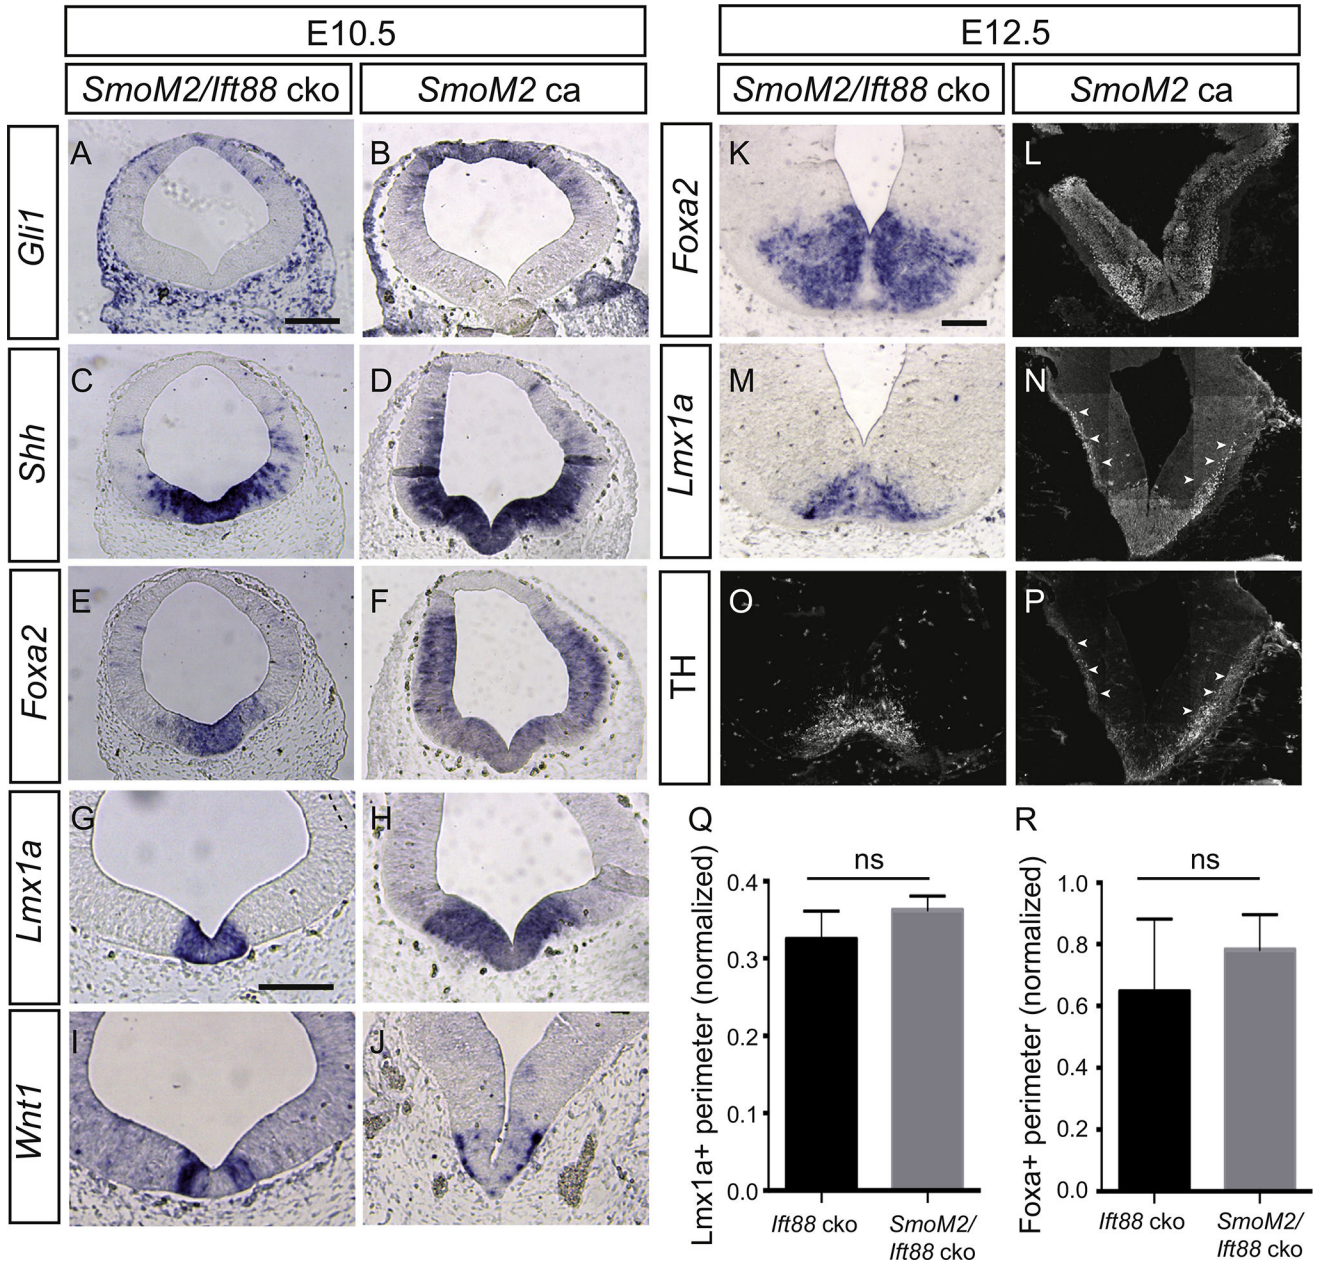 E10.5
E12.5
SmoM2/Ift88 cko
SmoM2 ca
SmoM2/Ift88 cko
SmoM2 ca
Gli1
A
B
Foxa2
K
L
Shh
C
D
Lmx1a
M
N
Foxa2
E
F
TH
O
P
Lmx1a
G
H
Wnt1
I
J
Q
Lmx1a+ perimeter (normalized)
ns
0.4
0.3
0.2
0.1
0.0
Ift88 cko
SmoM2/
Ift88 cko
R
Foxa+ perimeter (normalized)
ns
1.0
0.8
0.6
0.4
0.2
0.0
Ift88 cko
SmoM2/
Ift88 cko